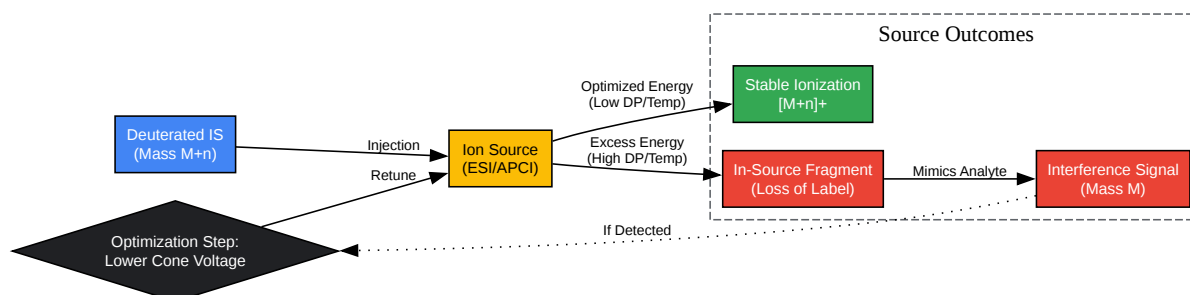 Source Outcomes
Deuterated IS
(Mass M+n)
Injection
Retune
Ion Source
(ESI/APCI)
Optimized Energy
(Low DP/Temp)
Excess Energy
(High DP/Temp)
Stable Ionization
[M+n]+
In-Source Fragment
(Loss of Label)
Mimics Analyte
Interference Signal
(Mass M)
If Detected
Optimization Step:
Lower Cone Voltage